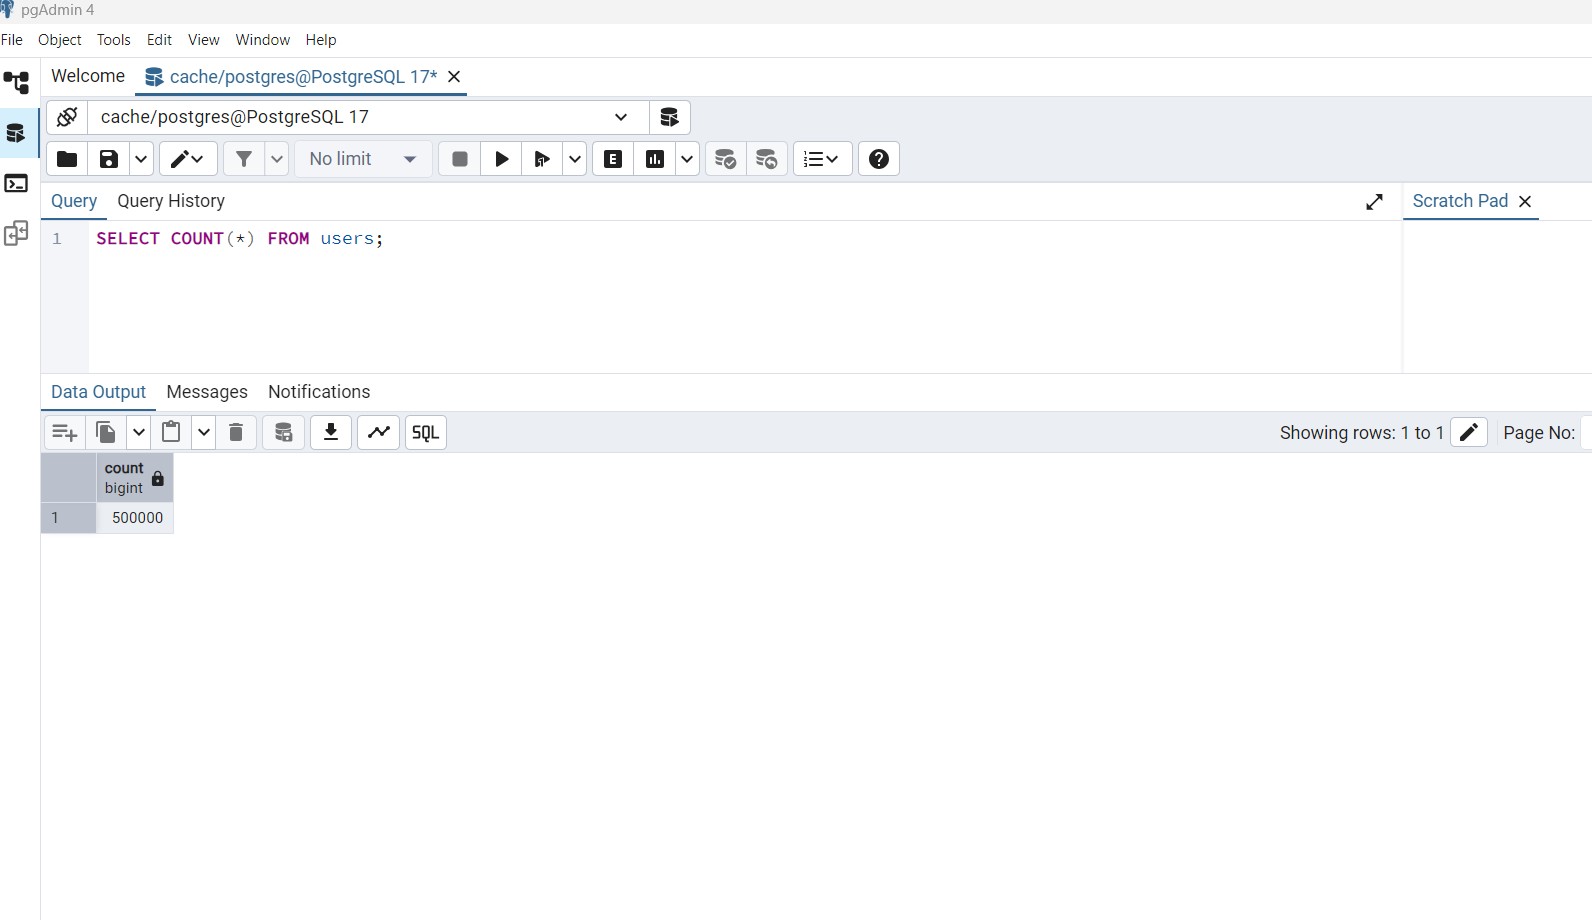 pgAdmin 4
File Object Tools Edit View Window Help
Welcome cache/postgres@PostgreSQL 17*
cache/postgres@PostgreSQL 17
No limit E
Query Query History Scratch Pad
1 SELECT COUNT(*) FROM users;
Data Output Messages Notifications
SQL Showing rows: 1 to 1 Page No:
count
bigint
1 500000